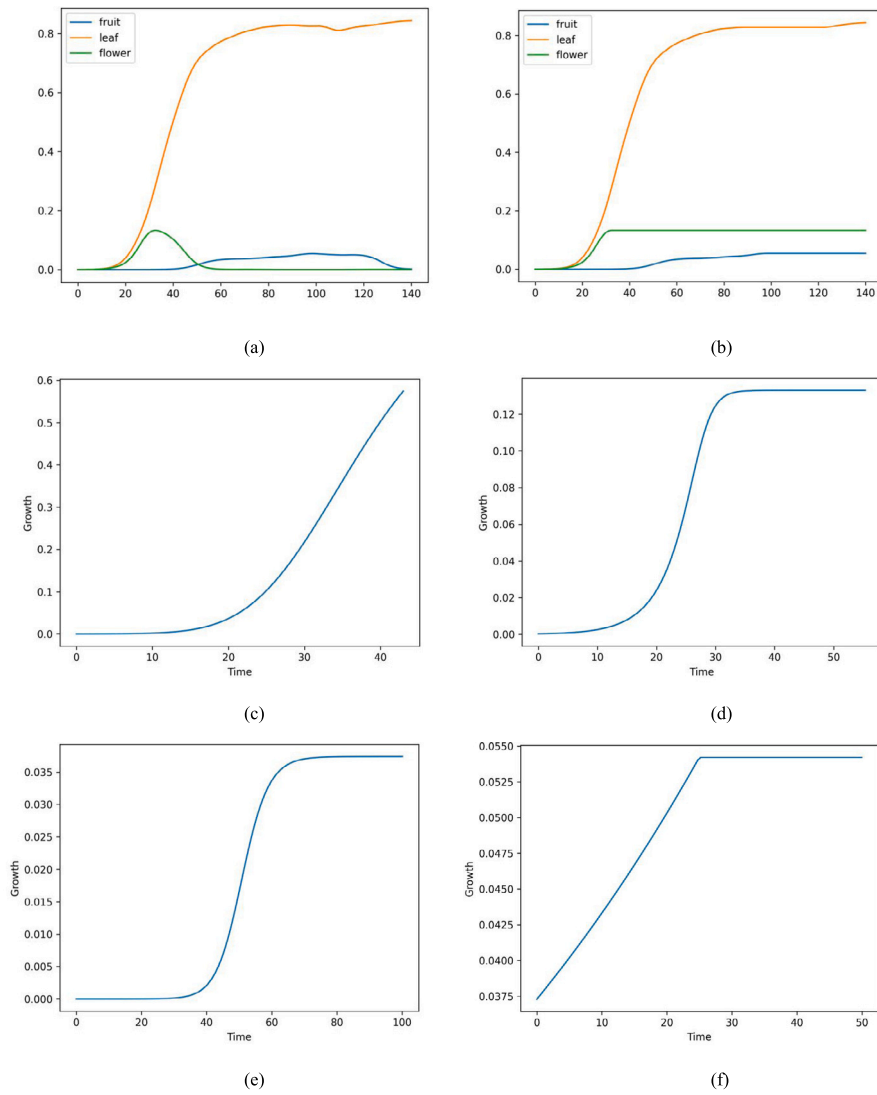 fruit
leaf
flower
0.8
0.6
0.4
0.2
0.0
0 20 40 60 80 100 120 140
(a)
fruit
leaf
flower
0.8
0.6
0.4
0.2
0.0
0 20 40 60 80 100 120 140
(b)
0.6
0.5
0.4
0.3
0.2
0.1
0.0
Growth
0 10 20 30 40
Time
(c)
0.12
0.10
0.08
0.06
0.04
0.02
0.00
Growth
0 10 20 30 40 50
Time
(d)
0.035
0.030
0.025
0.020
0.015
0.010
0.005
0.000
Growth
0 20 40 60 80 100
Time
(e)
0.0550
0.0525
0.0500
0.0475
0.0450
0.0425
0.0400
0.0375
Growth
0 10 20 30 40 50
Time
(f)